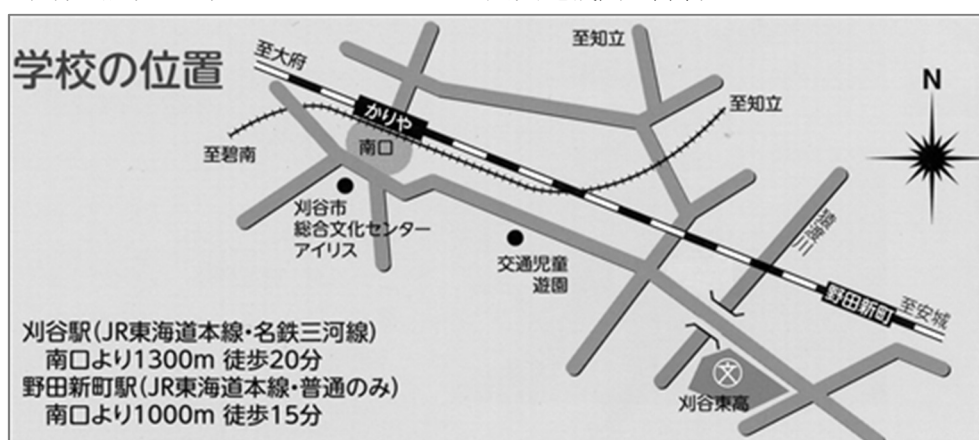 学校の位置
至大府
かりや
南口
至碧南
至知立
至知立
N
刈谷市
総合文化センター
アイリス
交通児童
遊園
猿渡川
野田新町
至安城
刈谷東高
刈谷駅(JR東海道本線・名鉄三河線)
南口より1300m 徒歩20分
野田新町駅(JR東海道本線・普通のみ)
南口より1000m 徒歩15分